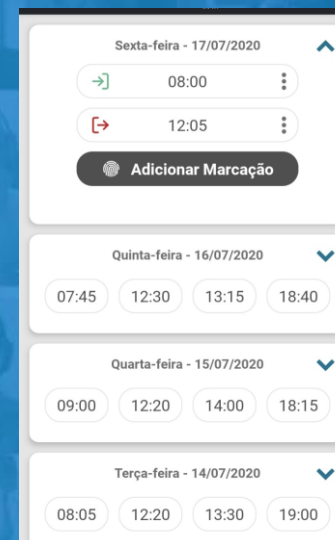 Sexta-feira - 17/07/2020
08:00
12:05
Adicionar Marcação
Quinta-feira - 16/07/2020
07:45 12:30 13:15 18:40
Quarta-feira - 15/07/2020
09:00 12:20 14:00 18:15
Terça-feira - 14/07/2020
08:05 12:20 13:30 19:00